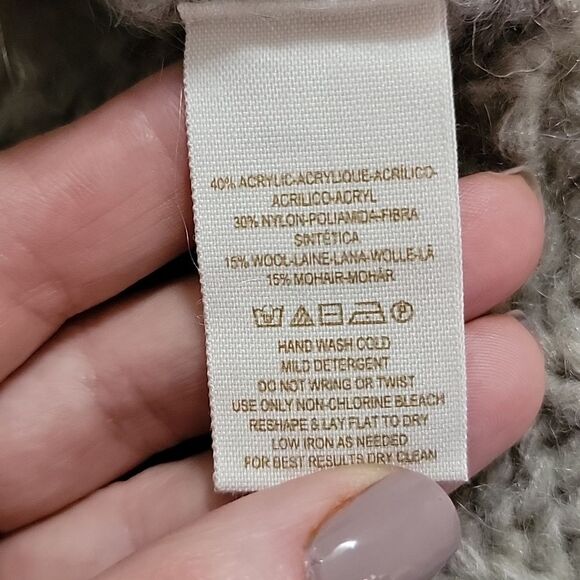 40% ACRYLIC-ACRYLIQUE-ACRÍLICO-
ACRILICO-ACRYL
30% NYLON-POLIAMIDA-FIBRA
SINTÉTICA
15% WOOL-LAINE-LANA-WOLLE-LÃ
15% MOHAIR-MOHÁR
P
HAND WASH COLD
MILD DETERGENT
DO NOT WRING OR TWIST
USE ONLY NON-CHLORINE BLEACH
RESHAPE & LAY FLAT TO DRY
LOW IRON AS NEEDED
FOR BEST RESULTS DRY CLEAN